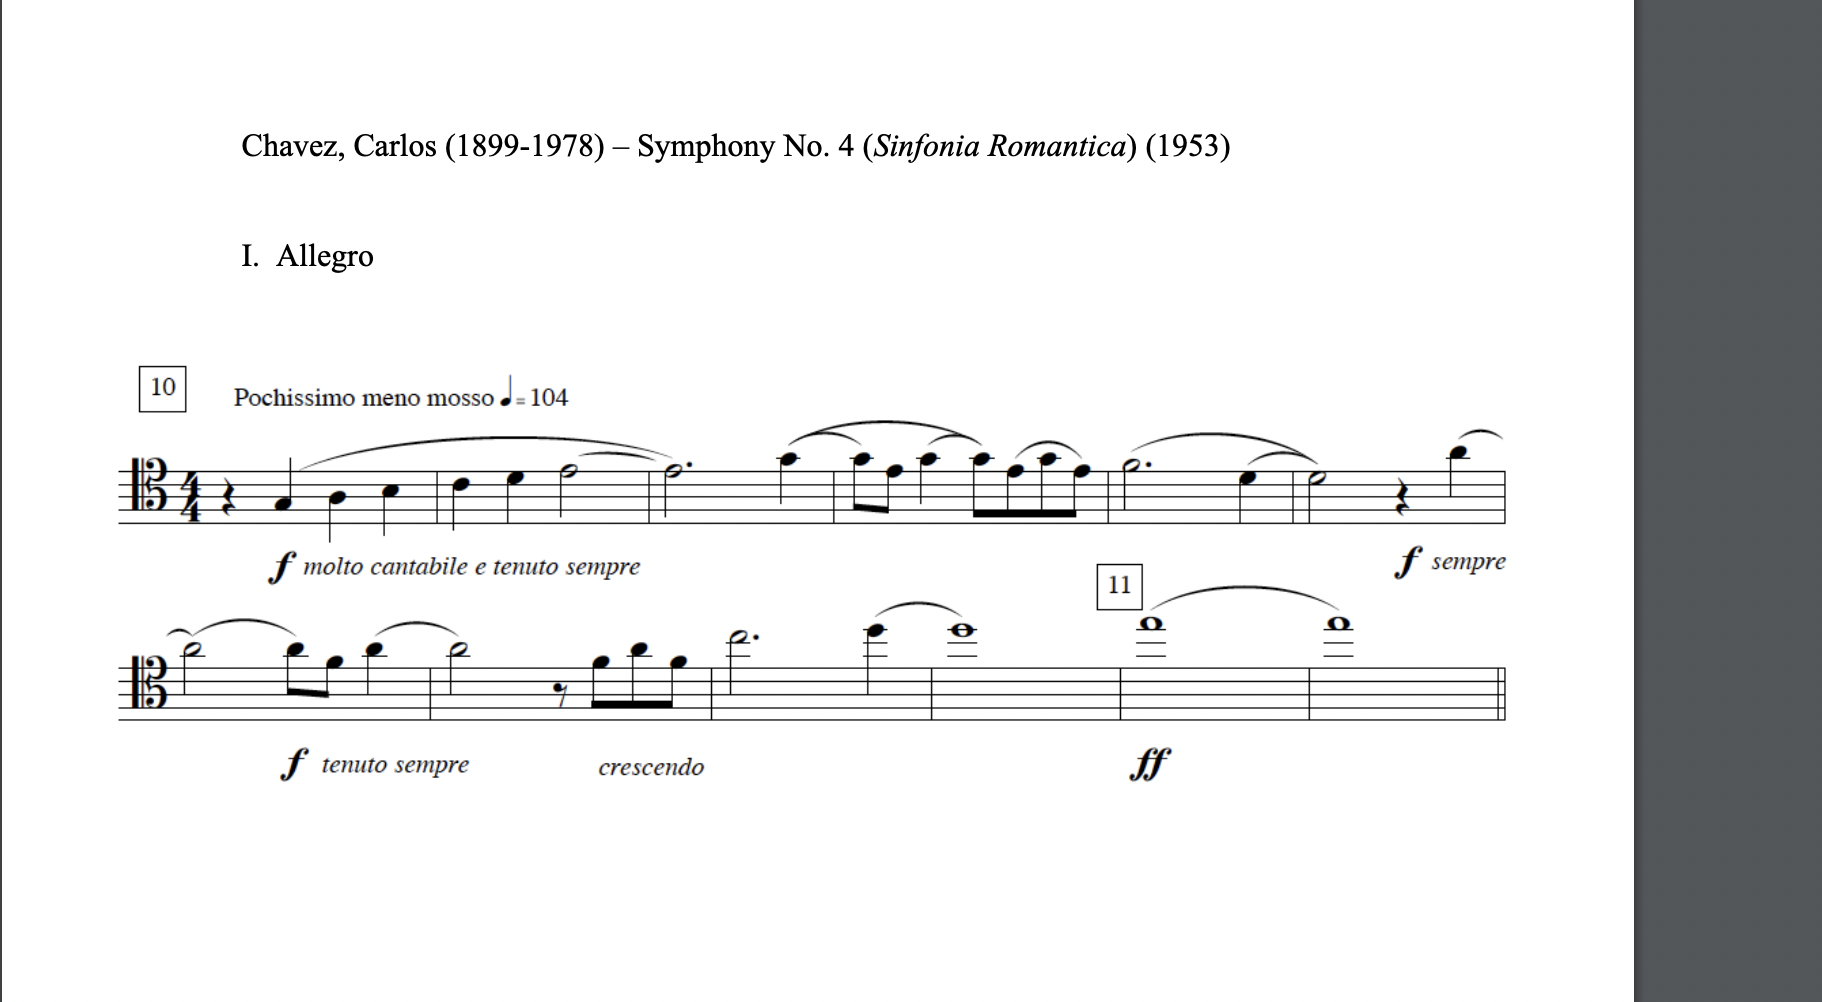 Chavez, Carlos (1899-1978) – Symphony No. 4 (Sinfonia Romantica) (1953)
I. Allegro
10 Pochissimo meno mosso ♩= 104
4
4
f molto cantabile e tenuto sempre
f sempre
11
f tenuto sempre crescendo ff